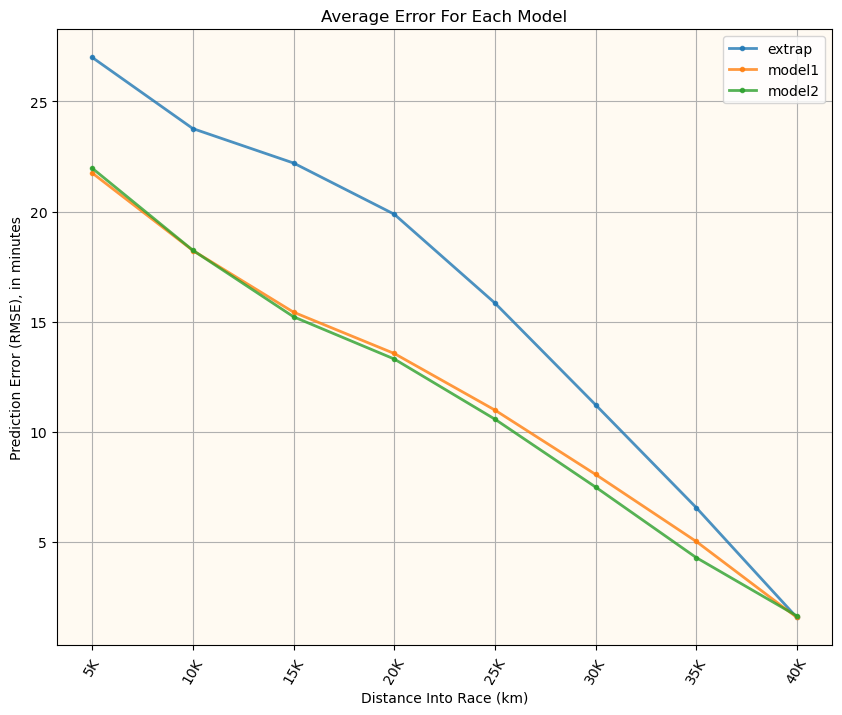 Average Error For Each Model
extrap
model1
model2
Prediction Error (RMSE), in minutes
25
20
15
10
5
5K
10K
15K
20K
25K
30K
35K
40K
Distance Into Race (km)